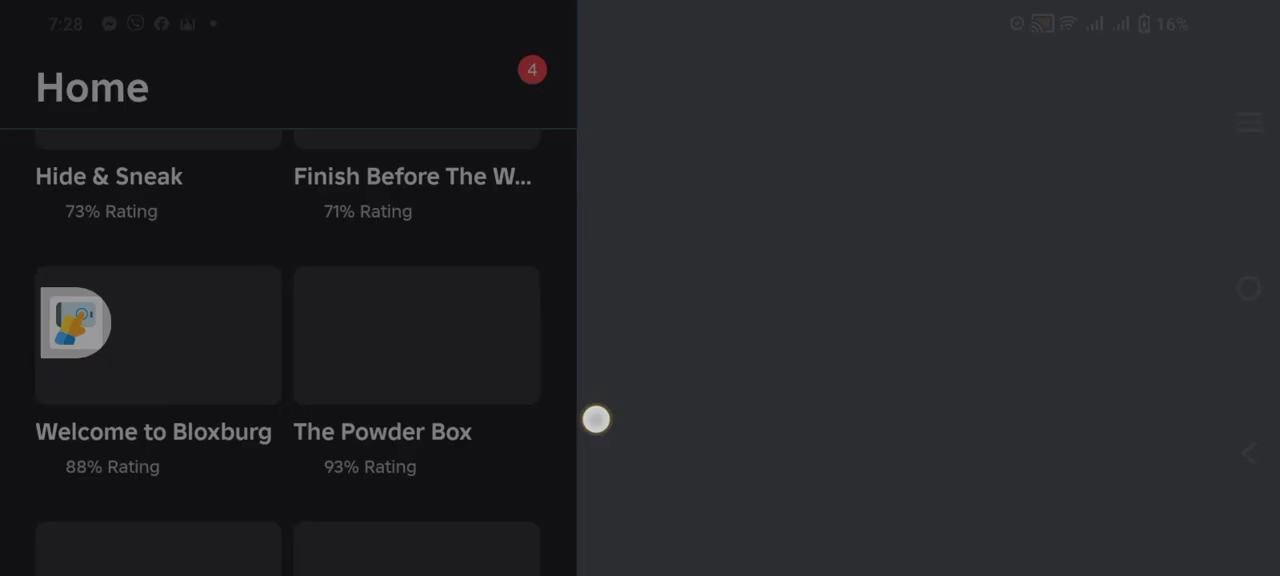 7:28
16%
Home
4
Hide & Sneak
Finish Before The W...
73% Rating
71% Rating
Welcome to Bloxburg
The Powder Box
88% Rating
93% Rating